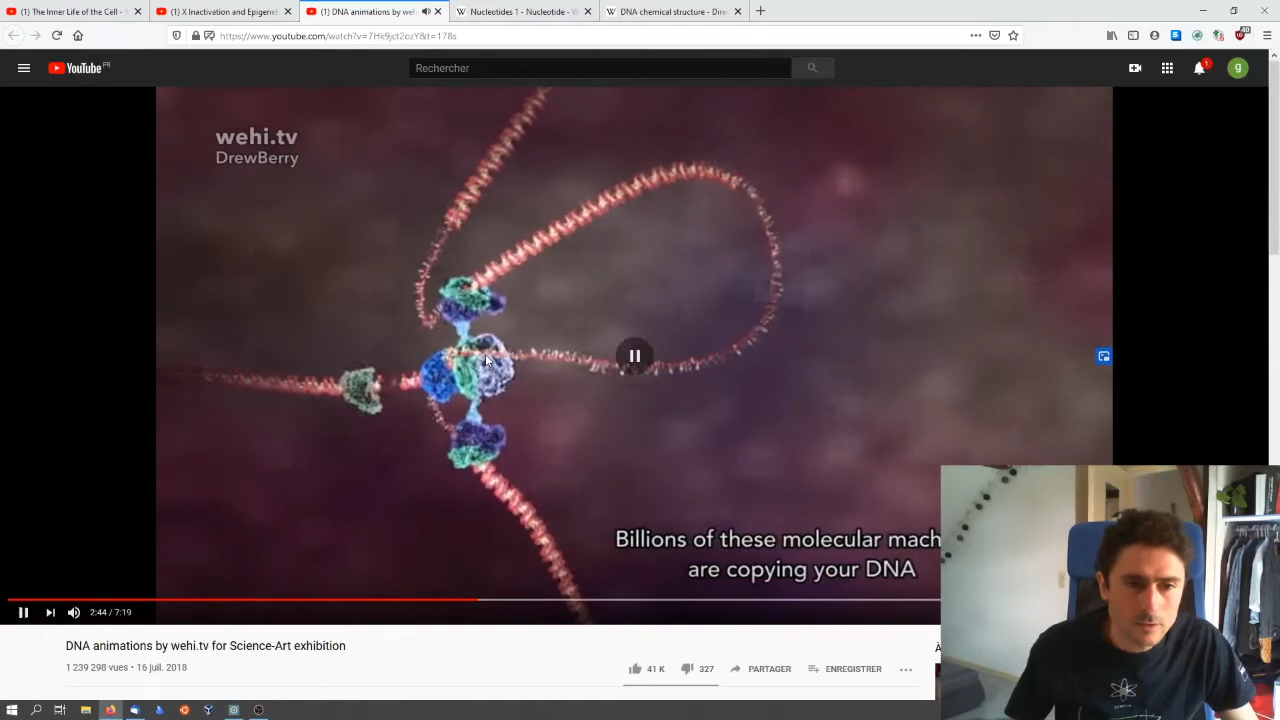 (1) The Inner Life of the Cell -
(1) X Inactivation and Epigenet
(1) DNA animations by weh
Nucleotides 1 - Nucleotide - W
DNA chemical structure - Dire
https://www.youtube.com/watch?v=7Hk9jct2ozY&t=178s
YouTube FR
Rechercher
1
g
wehi.tv
DrewBerry
Billions of these molecular mach
are copying your DNA
2:44 / 7:19
DNA animations by wehi.tv for Science-Art exhibition
1 239 298 vues • 16 juil. 2018
41 K
327
PARTAGER
ENREGISTRER